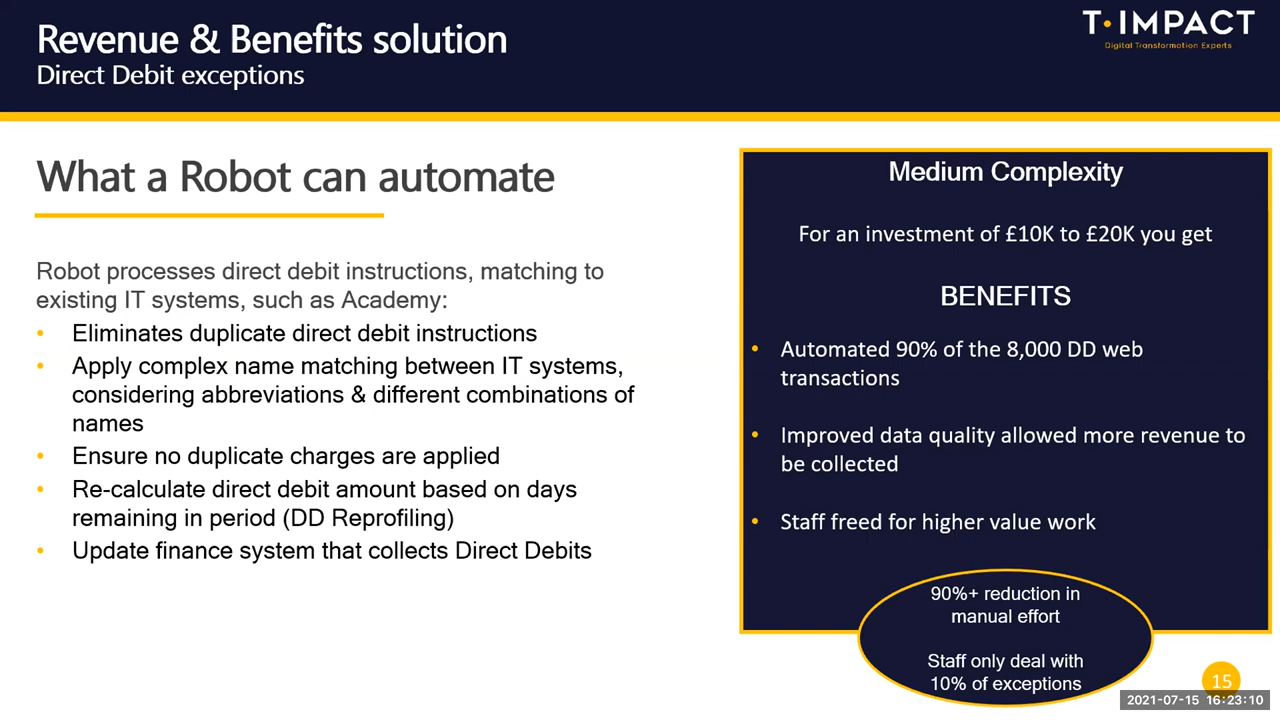 Revenue & Benefits solution
Direct Debit exceptions
T·IMPACT
Digital Transformation Experts
What a Robot can automate
Robot processes direct debit instructions, matching to
existing IT systems, such as Academy:
• Eliminates duplicate direct debit instructions
• Apply complex name matching between IT systems,
considering abbreviations & different combinations of
names
• Ensure no duplicate charges are applied
• Re-calculate direct debit amount based on days
remaining in period (DD Reprofiling)
• Update finance system that collects Direct Debits
Medium Complexity
For an investment of £10K to £20K you get
BENEFITS
• Automated 90% of the 8,000 DD web
transactions
• Improved data quality allowed more revenue to
be collected
• Staff freed for higher value work
90%+ reduction in
manual effort
Staff only deal with
10% of exceptions
15
2021-07-15 16:23:10